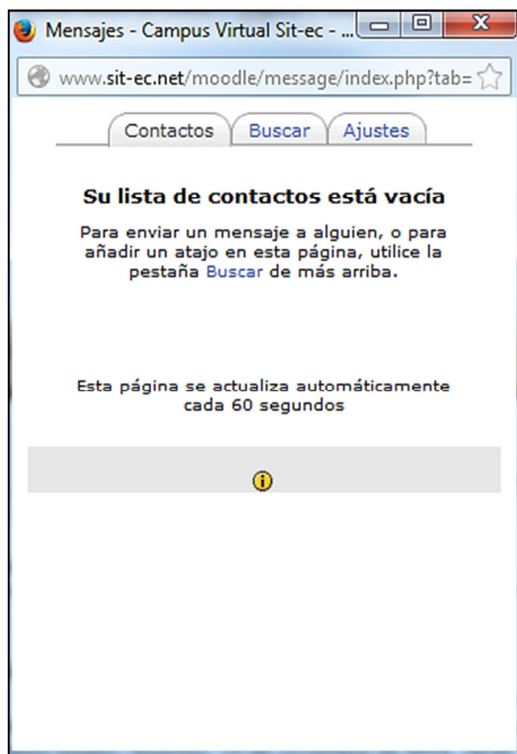 Mensajes - Campus Virtual Sit-ec - ...
www.sit-ec.net/moodle/message/index.php?tab=
Contactos Buscar Ajustes
Su lista de contactos está vacía
Para enviar un mensaje a alguien, o para
añadir un atajo en esta página, utilice la
pestaña Buscar de más arriba.
Esta página se actualiza automáticamente
cada 60 segundos